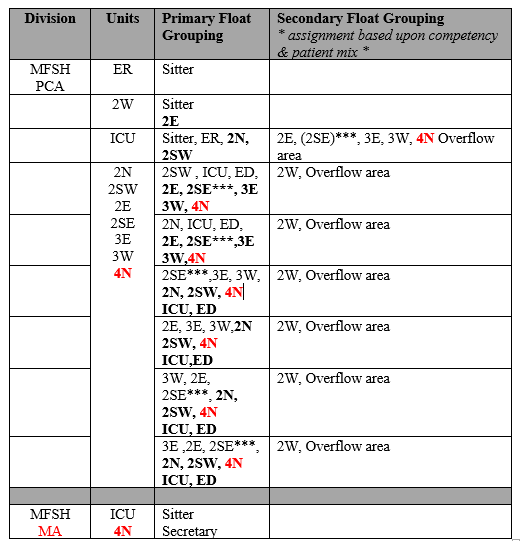 Division Units Primary Float Secondary Float Grouping
Grouping * assignment based upon competency
& patient mix *
MFSH ER Sitter
PCA
2W Sitter
2E
ICU Sitter, ER, 2N, 2E, (2SE)***, 3E, 3W, 4N Overflow
2SW area
2N 2SW , ICU, ED, 2W, Overflow area
2SW 2E, 2SE***, 3E
2E 3W, 4N
2SE 2N, ICU, ED, 2W, Overflow area
3E 2E, 2SE***,3E
3W 3W,4N
4N 2SE***,3E, 3W, 2W, Overflow area
2N, 2SW, 4N
ICU, ED
2E, 3E, 3W,2N 2W, Overflow area
2SW, 4N
ICU,ED
3W, 2E, 2W, Overflow area
2SE***, 2N,
2SW, 4N
ICU, ED
3E ,2E, 2SE***, 2W, Overflow area
2N, 2SW, 4N
ICU, ED
MFSH ICU Sitter
MA 4N Secretary